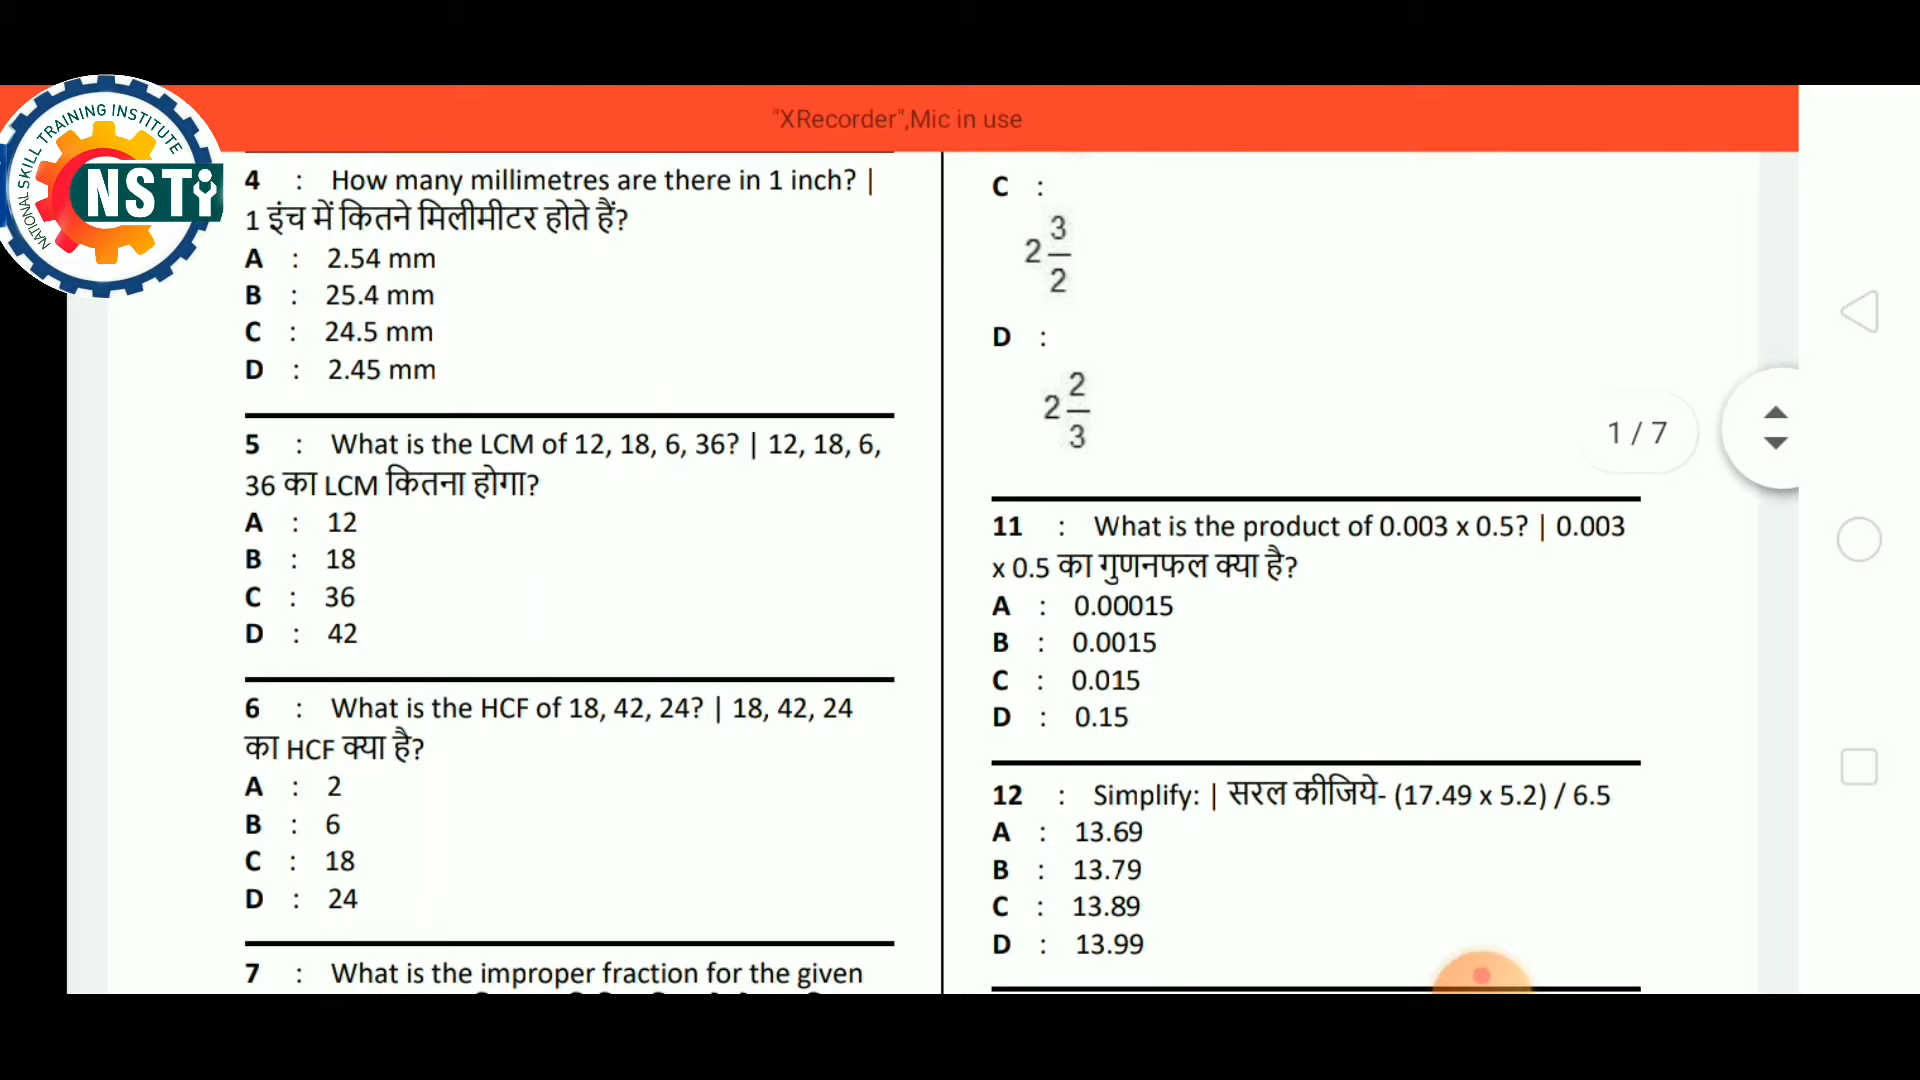 "XRecorder",Mic in use
NATIONAL SKILL TRAINING INSTITUTE
NSTi
4 : How many millimetres are there in 1 inch? |
1 इंच में कितने मिलीमीटर होते हैं?
A : 2.54 mm
B : 25.4 mm
C : 24.5 mm
D : 2.45 mm
5 : What is the LCM of 12, 18, 6, 36? | 12, 18, 6,
36 का LCM कितना होगा?
A : 12
B : 18
C : 36
D : 42
6 : What is the HCF of 18, 42, 24? | 18, 42, 24
का HCF क्या है?
A : 2
B : 6
C : 18
D : 24
7 : What is the improper fraction for the given
C :
2 3/2
D :
2 2/3
11 : What is the product of 0.003 x 0.5? | 0.003
x 0.5 का गुणनफल क्या है?
A : 0.00015
B : 0.0015
C : 0.015
D : 0.15
12 : Simplify: | सरल कीजिये- (17.49 x 5.2) / 6.5
A : 13.69
B : 13.79
C : 13.89
D : 13.99
1 / 7